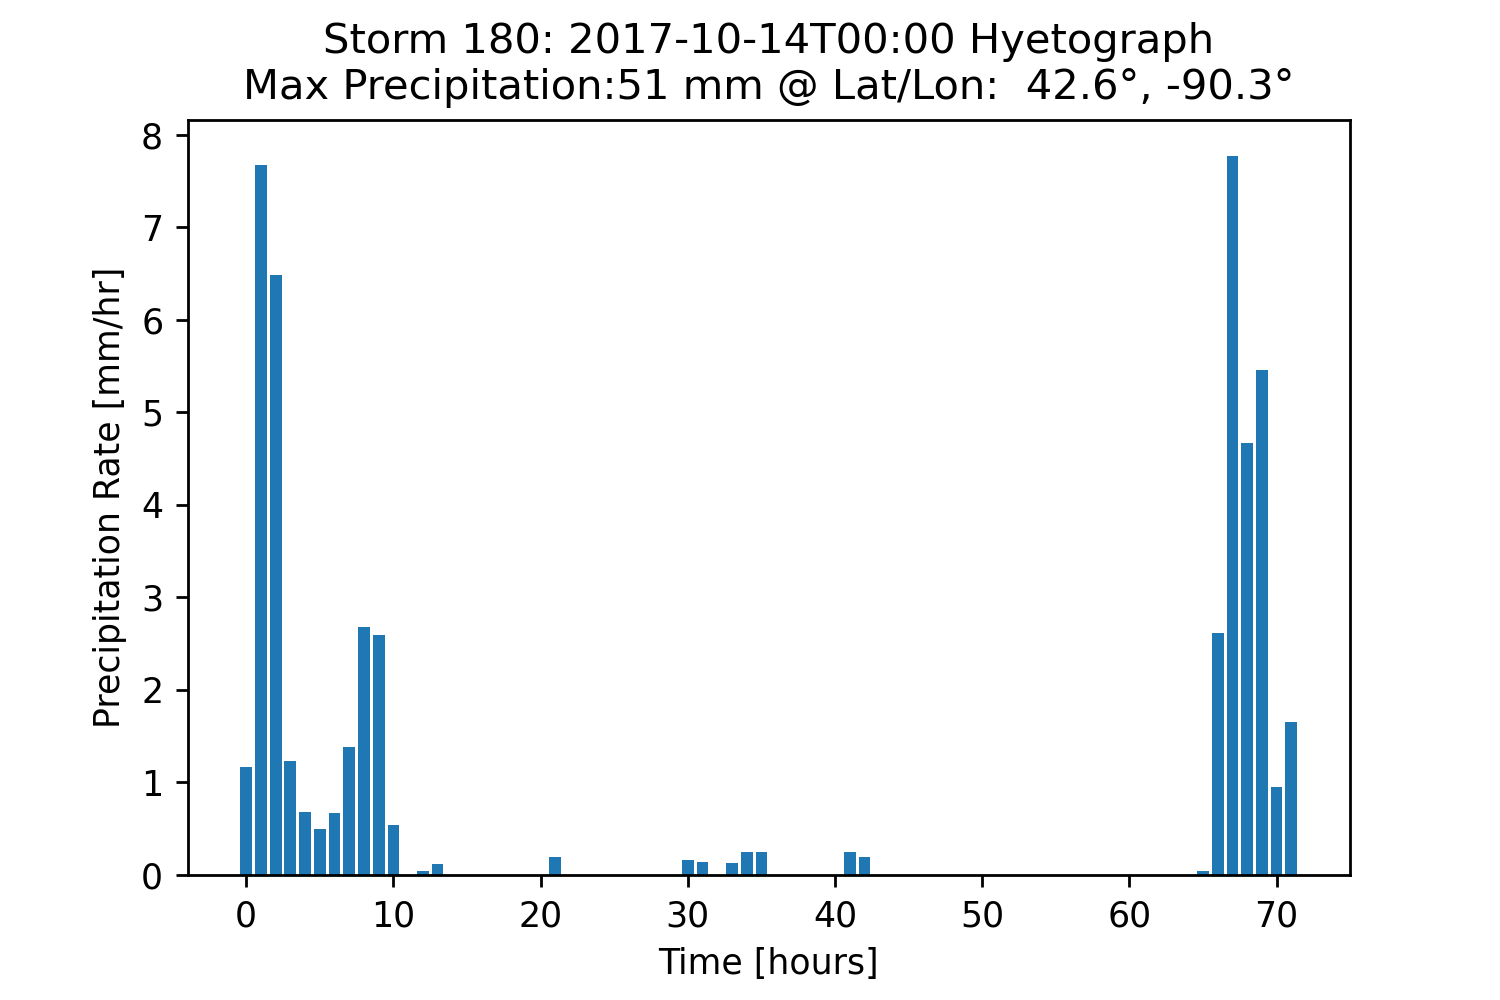 Storm 180: 2017-10-14T00:00 Hyetograph
Max Precipitation:51 mm @ Lat/Lon:  42.6°, -90.3°
Precipitation Rate [mm/hr]
8
7
6
5
4
3
2
1
0
0 10 20 30 40 50 60 70
Time [hours]